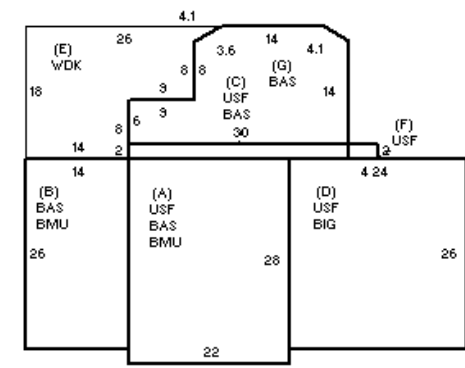 4.1
26
(E)
WDK
3.6
14
4.1
(G)
BAS
8 8
(C)
USF
BAS
18
9
9
14
8
6
30
(F)
USF
14
2
2
14
4 24
(B)
BAS
BMU
(A)
USF
BAS
BMU
(D)
USF
BIG
26
28
26
22